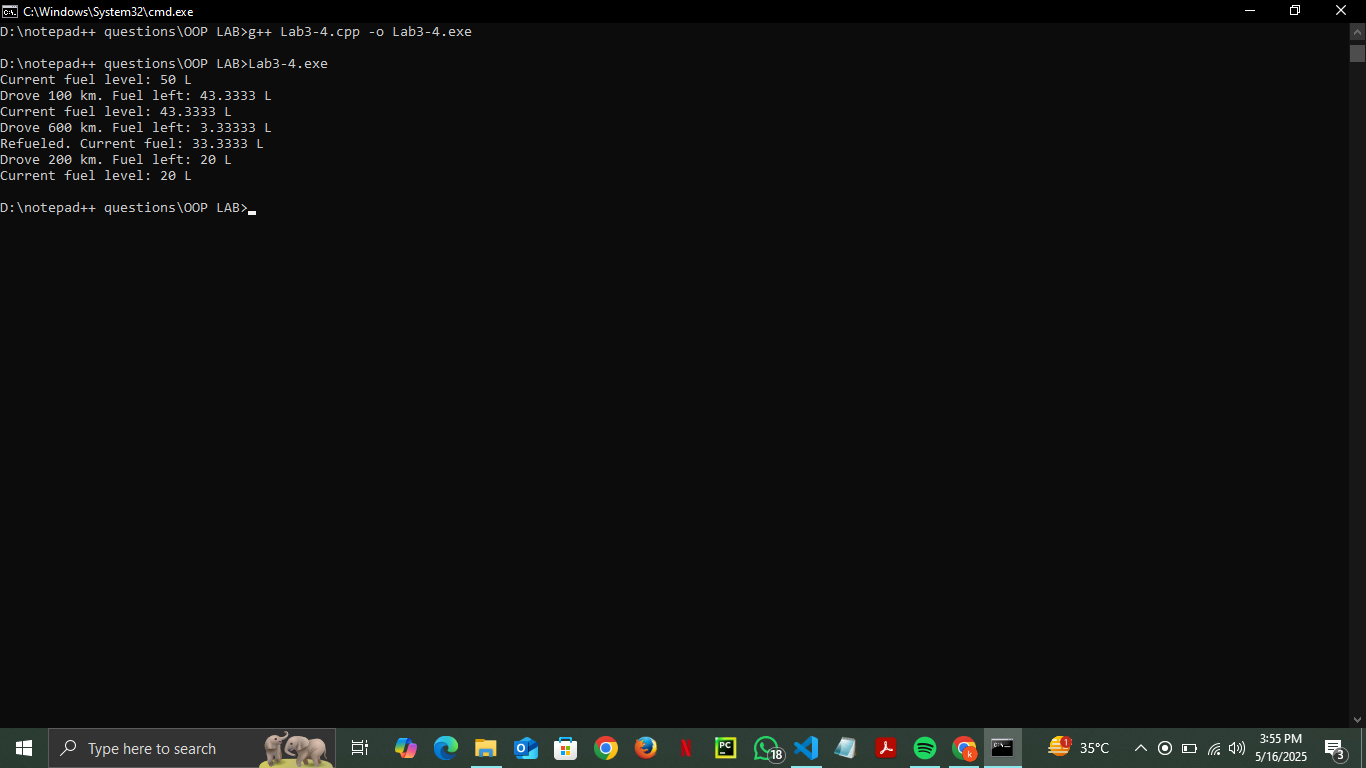 C:\Windows\System32\cmd.exe
D:\notepad++ questions\OOP LAB>g++ Lab3-4.cpp -o Lab3-4.exe
D:\notepad++ questions\OOP LAB>Lab3-4.exe
Current fuel level: 50 L
Drove 100 km. Fuel left: 43.3333 L
Current fuel level: 43.3333 L
Drove 600 km. Fuel left: 3.33333 L
Refueled. Current fuel: 33.3333 L
Drove 200 km. Fuel left: 20 L
Current fuel level: 20 L
D:\notepad++ questions\OOP LAB>
Type here to search
N
PC
18
k
1
35°C
3:55 PM
5/16/2025
3